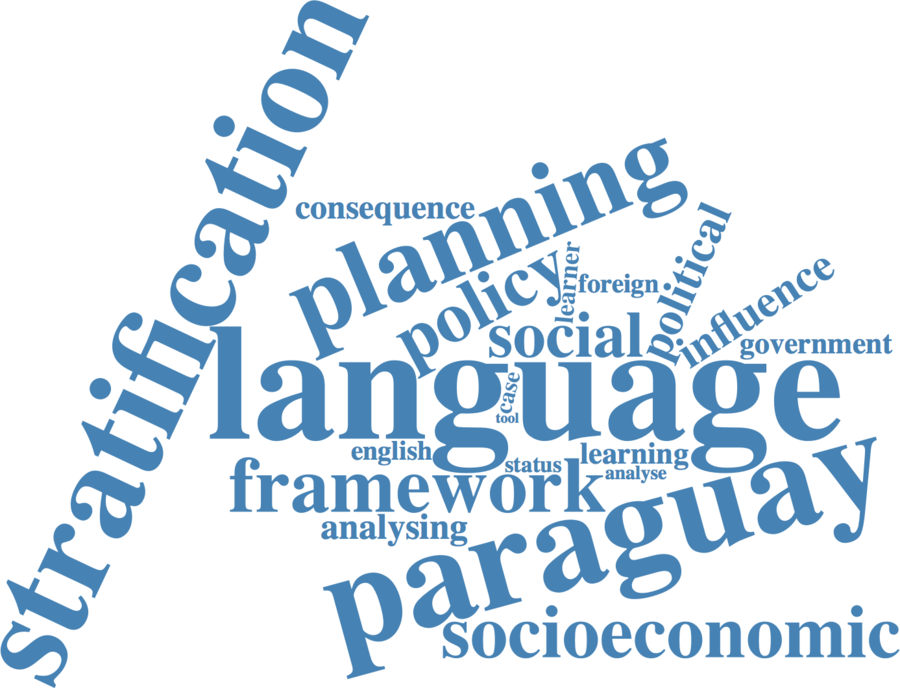 stratification
consequence
planning
policy
learner
foreign
political
influence
social
government
language
case
tool
english
status
learning
analyse
framework
analysing
paraguay
socioeconomic